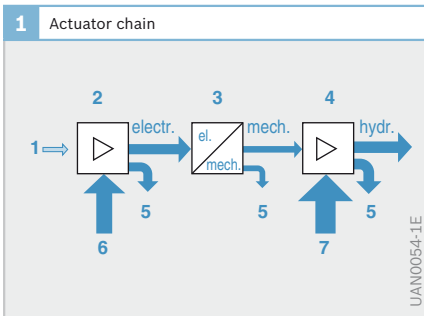 1 Actuator chain
2 3 4
electr. mech. hydr.
1
el.
mech.
5 5 5
6 7
UAN0054-1E